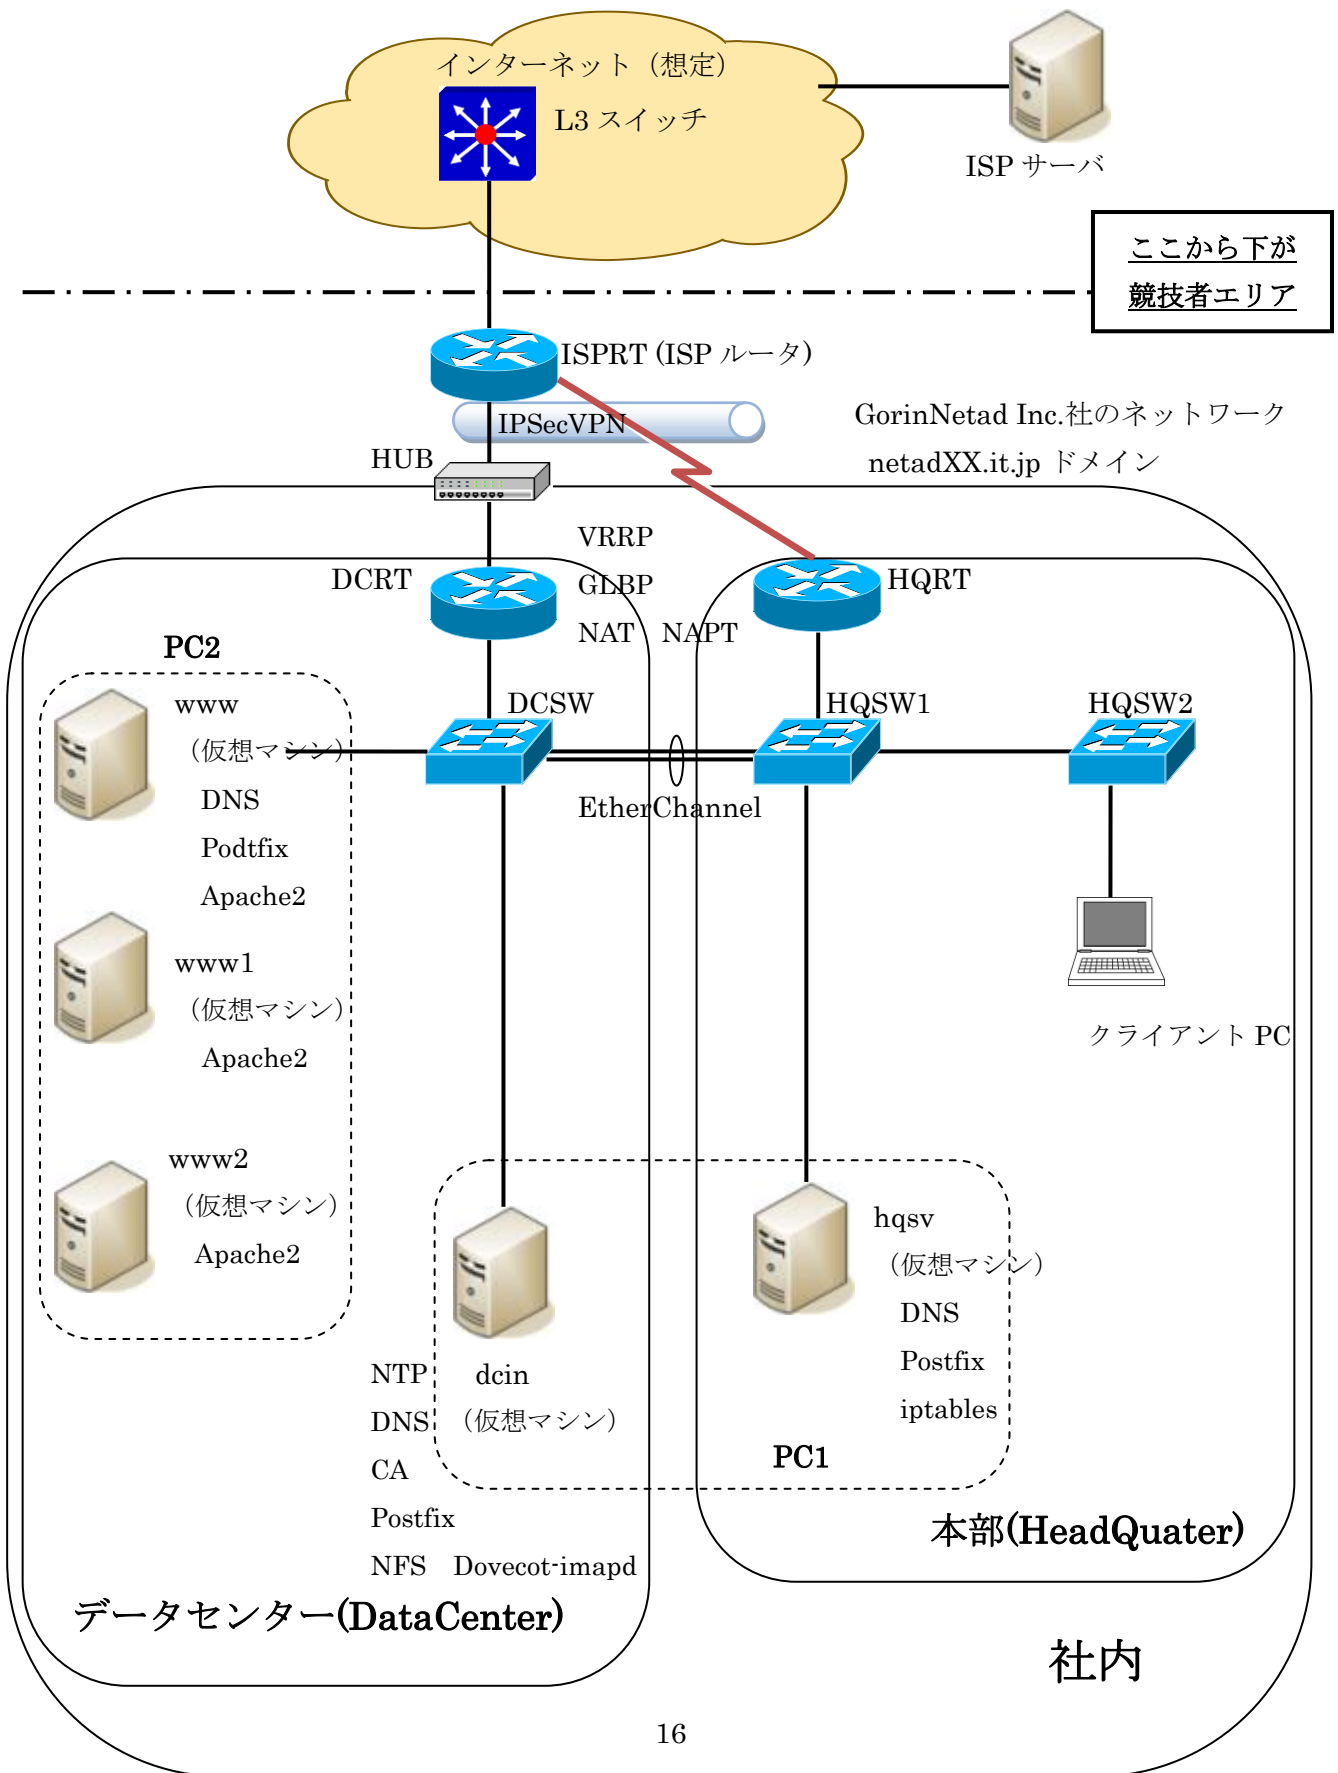 インターネット（想定）
L3 スイッチ
ISP サーバ
ここから下が
競技者エリア
ISPRT (ISP ルータ)
IPSecVPN
GorinNetad Inc.社のネットワーク
netadXX.it.jp ドメイン
HUB
VRRP
GLBP
NAT NAPT
DCRT
HQRT
PC2
www
（仮想マシン）
DNS
Podtfix
Apache2
DCSW
HQSW1
HQSW2
EtherChannel
www1
（仮想マシン）
Apache2
クライアント PC
www2
（仮想マシン）
Apache2
hqsv
（仮想マシン）
DNS
Postfix
iptables
NTP dcin
DNS （仮想マシン）
CA
Postfix
NFS Dovecot-imapd
PC1
本部(HeadQuater)
データセンター(DataCenter)
社内
16